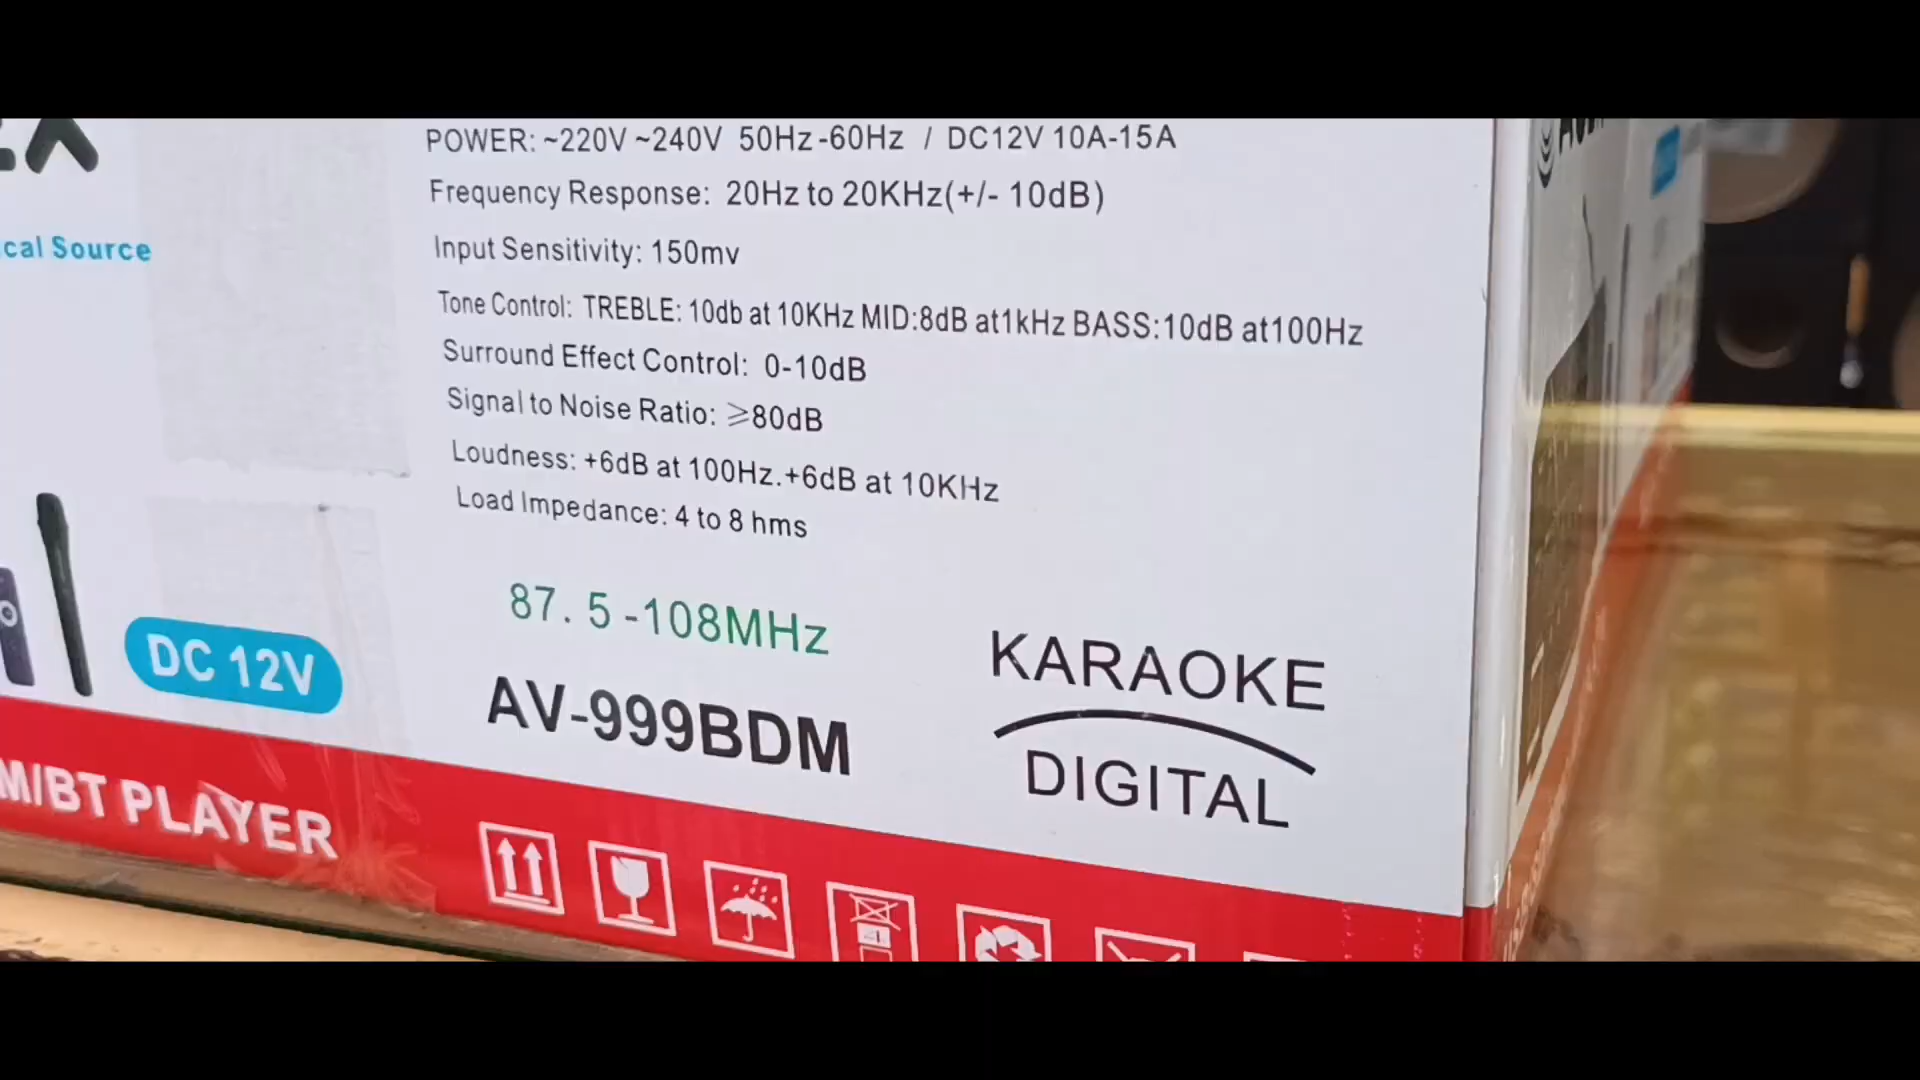 POWER: ~220V ~240V 50Hz-60Hz / DC12V 10A-15A
Frequency Response: 20Hz to 20KHz(+/- 10dB)
Input Sensitivity: 150mv
Tone Control: TREBLE: 10db at 10KHz MID:8dB at1kHz BASS:10dB at100Hz
Surround Effect Control: 0-10dB
Signal to Noise Ratio: ≥80dB
Loudness: +6dB at 100Hz.+6dB at 10KHz
Load Impedance: 4 to 8 hms
cal Source
87.5-108MHz
DC 12V
AV-999BDM
KARAOKE
DIGITAL
M/BT PLAYER